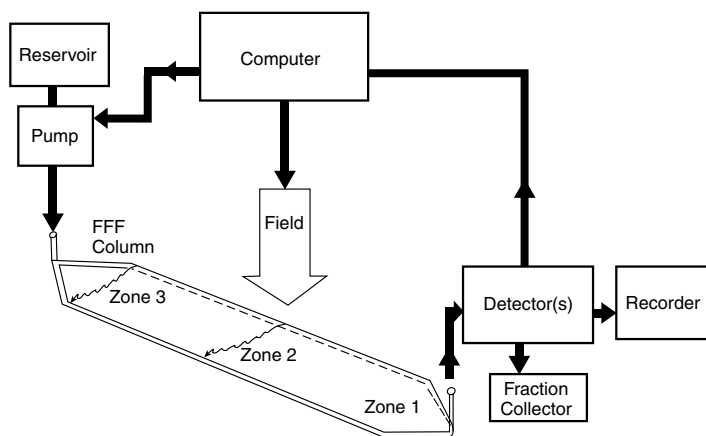 Reservoir
Computer
Pump
FFF
Column
Field
Zone 3
Zone 2
Zone 1
Detector(s)
Recorder
Fraction
Collector